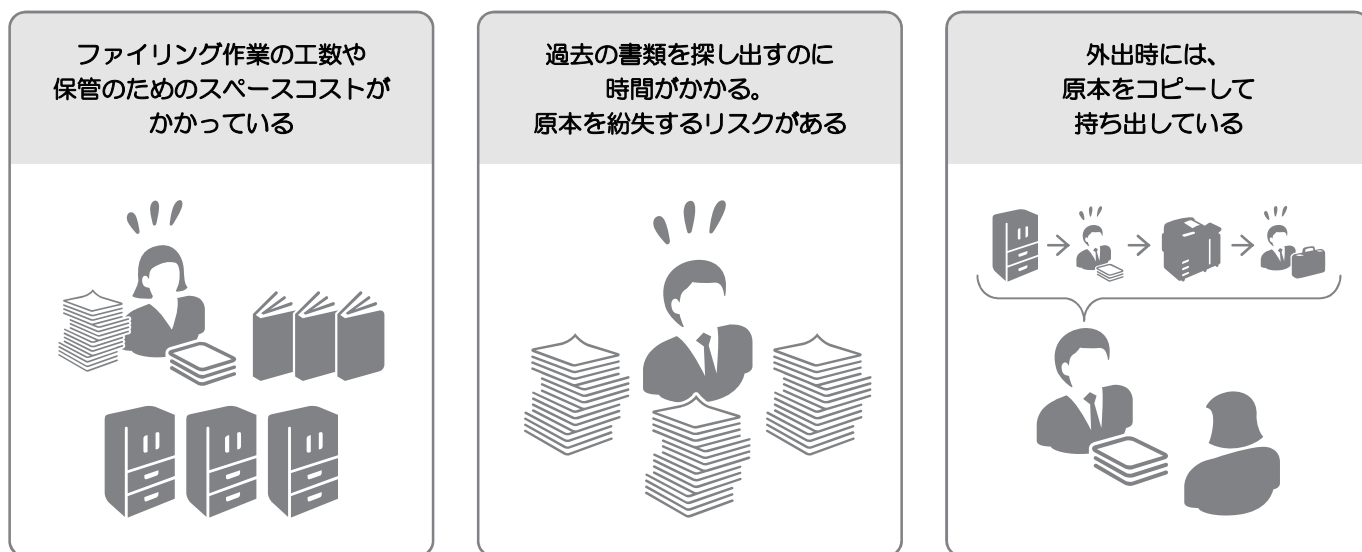 ファイリング作業の工数や
保管のためのスペースコストが
かかっている
過去の書類を探し出すのに
時間がかかる。
原本を紛失するリスクがある
外出時には、
原本をコピーして
持ち出している